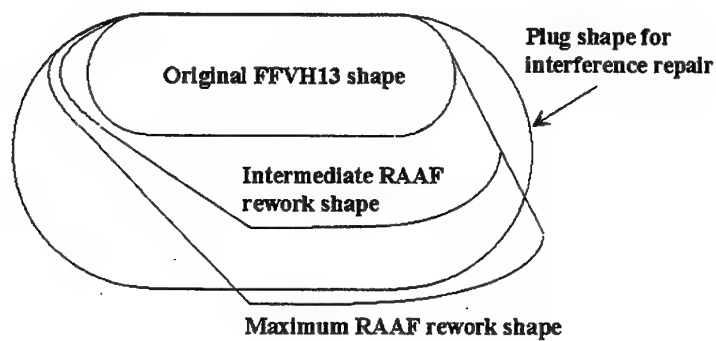 Plug shape for
interference repair
Original FFVH13 shape
Intermediate RAAF
rework shape
Maximum RAAF rework shape